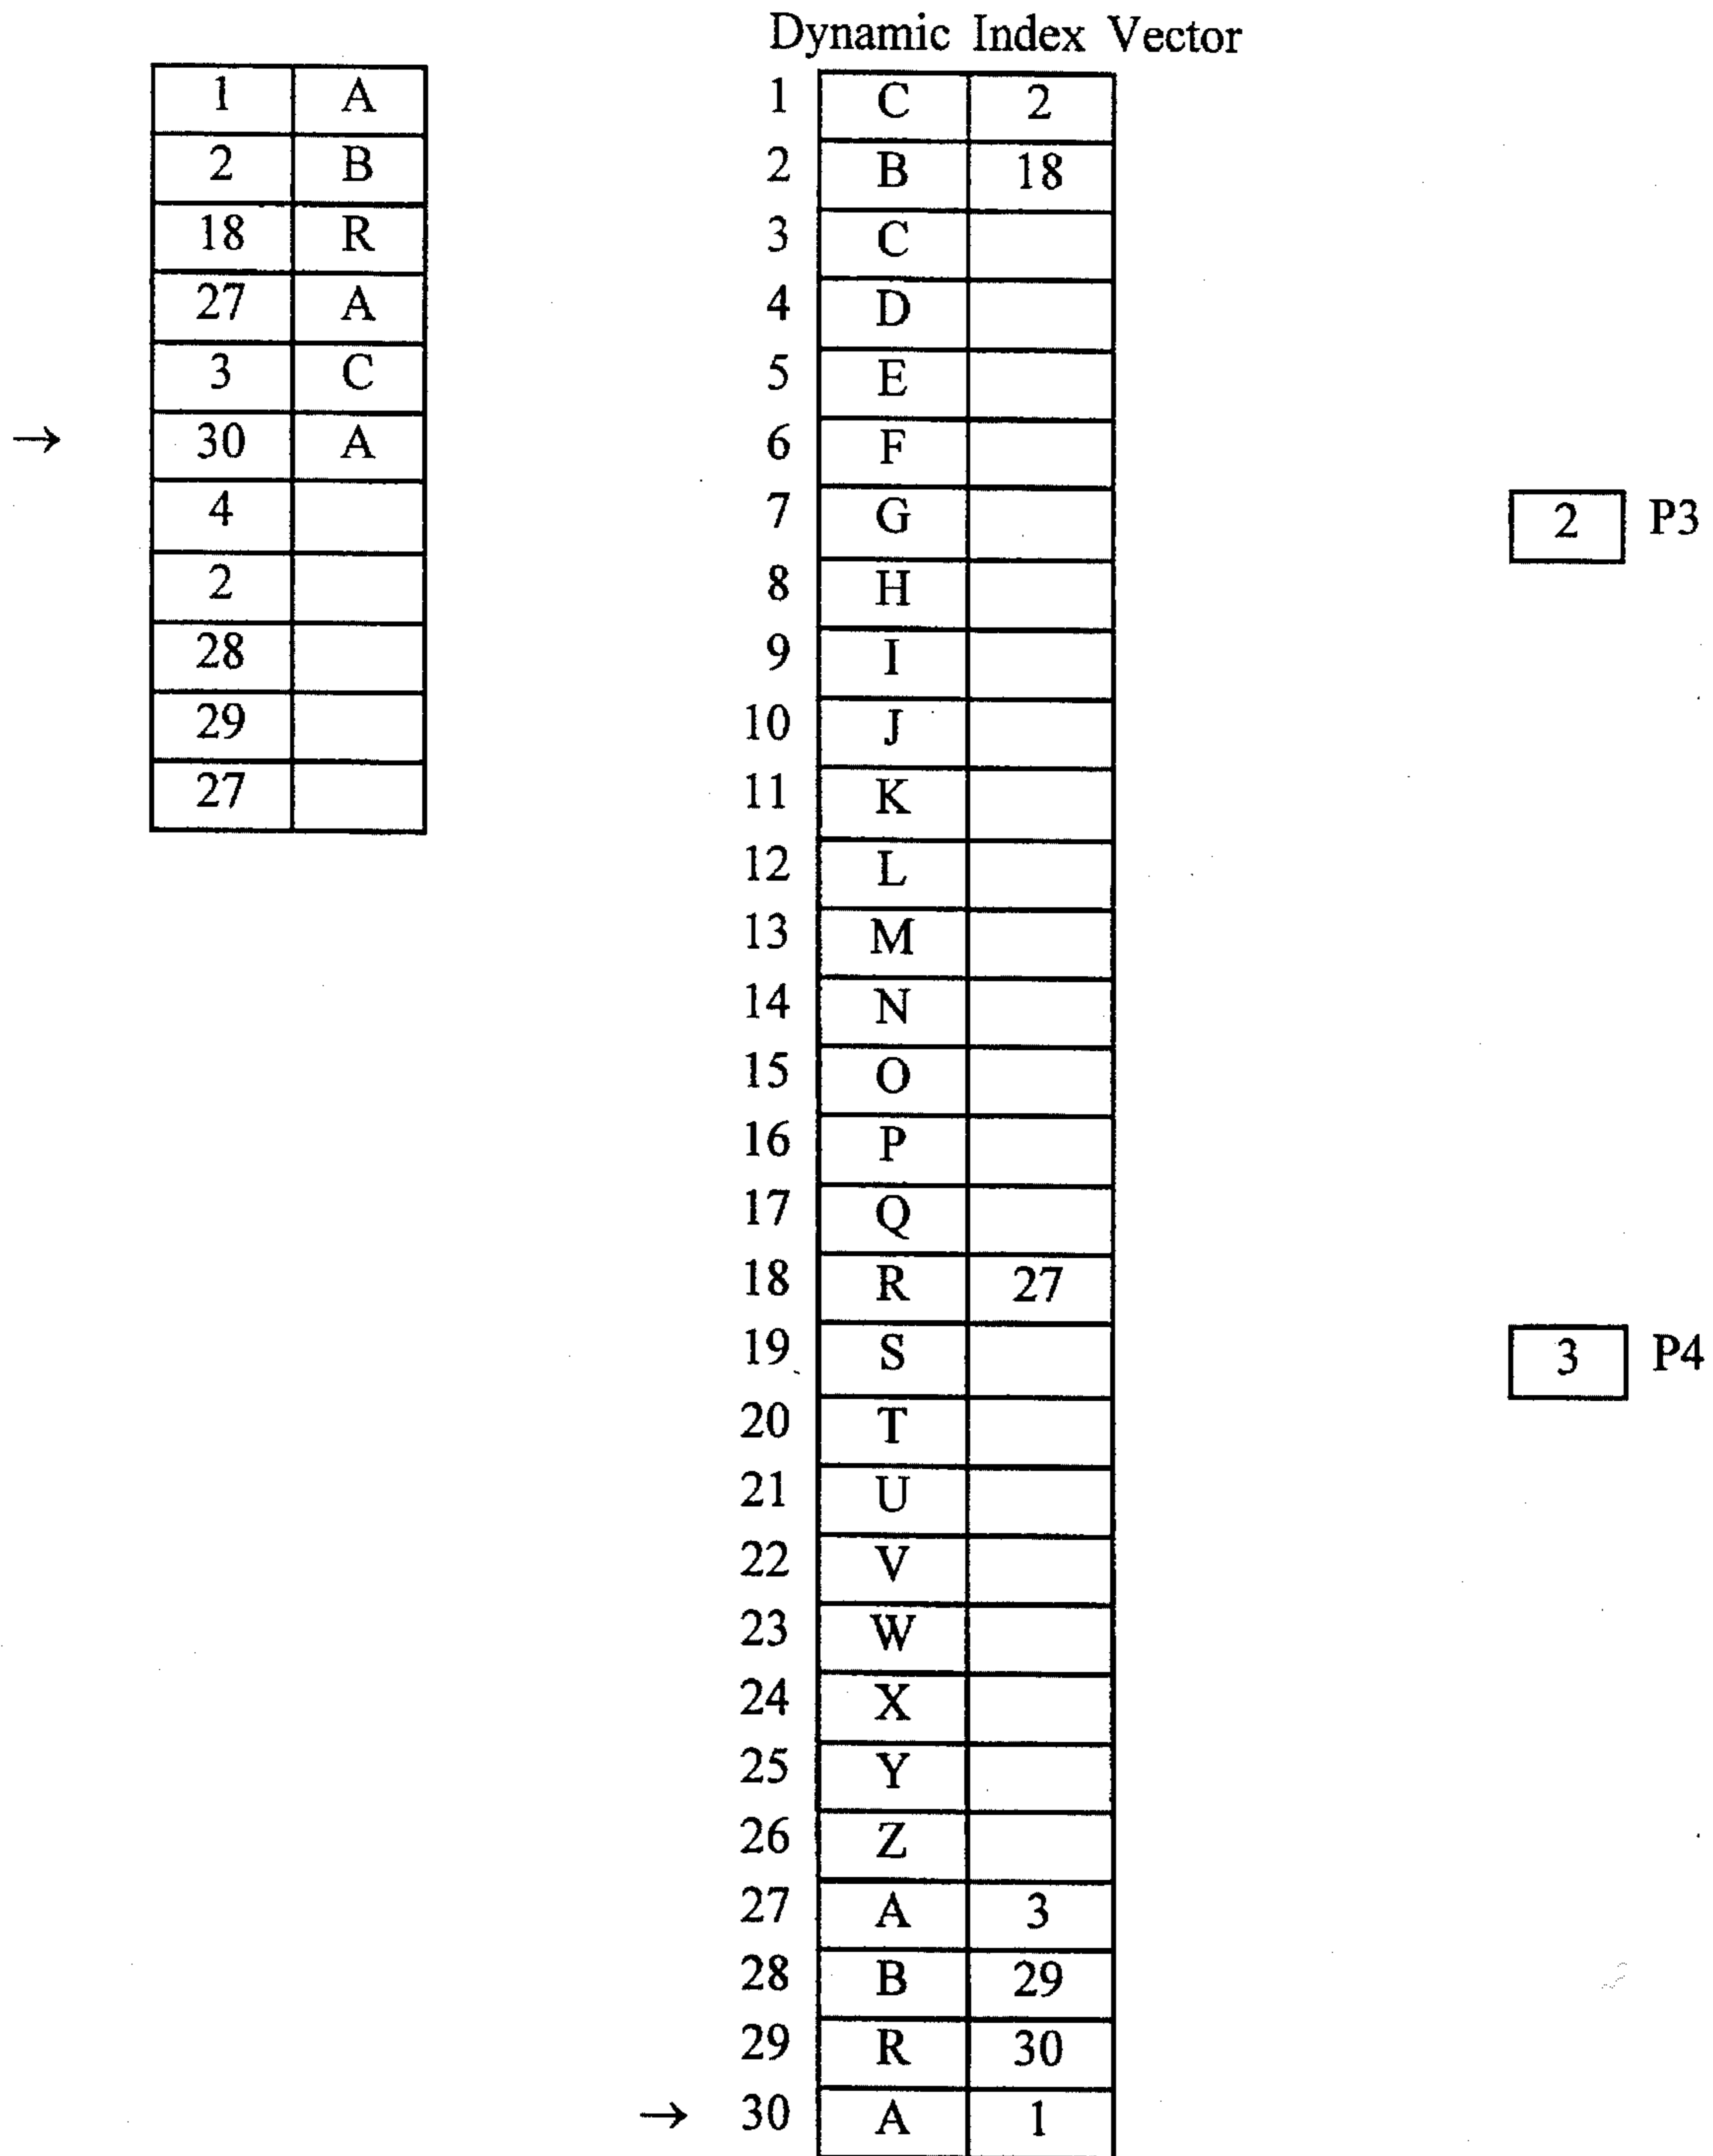 Dynamic Index Vector
1 A
2 B
18 R
27 A
3 C
→ 30 A
4
2
28
29
27
1 C 2
2 B 18
3 C
4 D
5 E
6 F
7 G
8 H
9 I
10 J
11 K
12 L
13 M
14 N
15 O
16 P
17 Q
18 R 27
19 S
20 T
21 U
22 V
23 W
24 X
25 Y
26 Z
27 A 3
28 B 29
29 R 30
→ 30 A 1
2 P3
3 P4